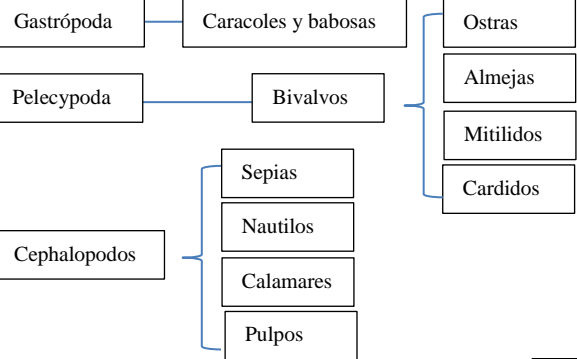 Gastrópoda
Caracoles y babosas
Ostras
Almejas
Pelecypoda
Bivalvos
Mitilidos
Cardidos
Sepias
Nautilos
Cephalopodos
Calamares
Pulpos